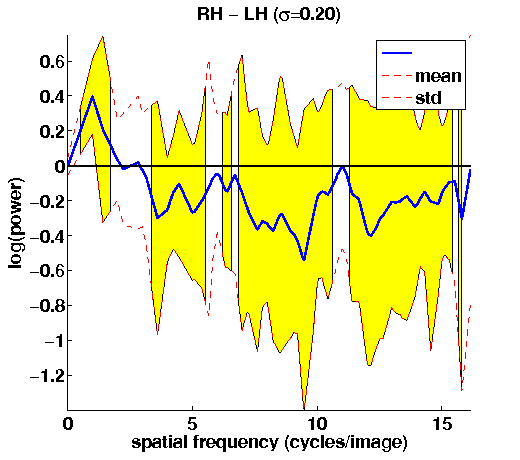 RH − LH (σ=0.20)
mean
std
0.6
0.4
0.2
0
−0.2
−0.4
−0.6
−0.8
−1
−1.2
log(power)
0 5 10 15
spatial frequency (cycles/image)